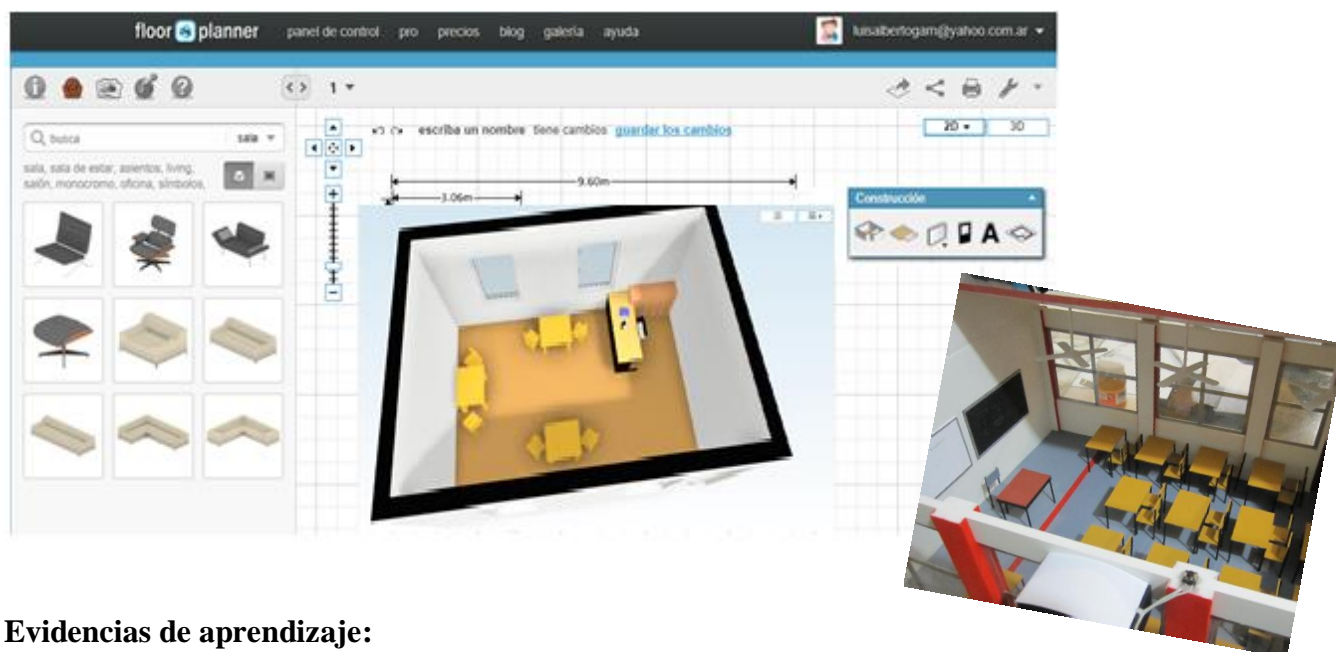 floor planner panel de control pro precios blog galería ayuda luisalbertogam@yahoo.com.ar
1
busca sala
escriba un nombre tiene cambios guardar los cambios
2D 3D
sala, sala de estar, asientos, living,
salón, monocromo, oficina, símbolos,
9.60m
3.06m
Construcción
A
Evidencias de aprendizaje: